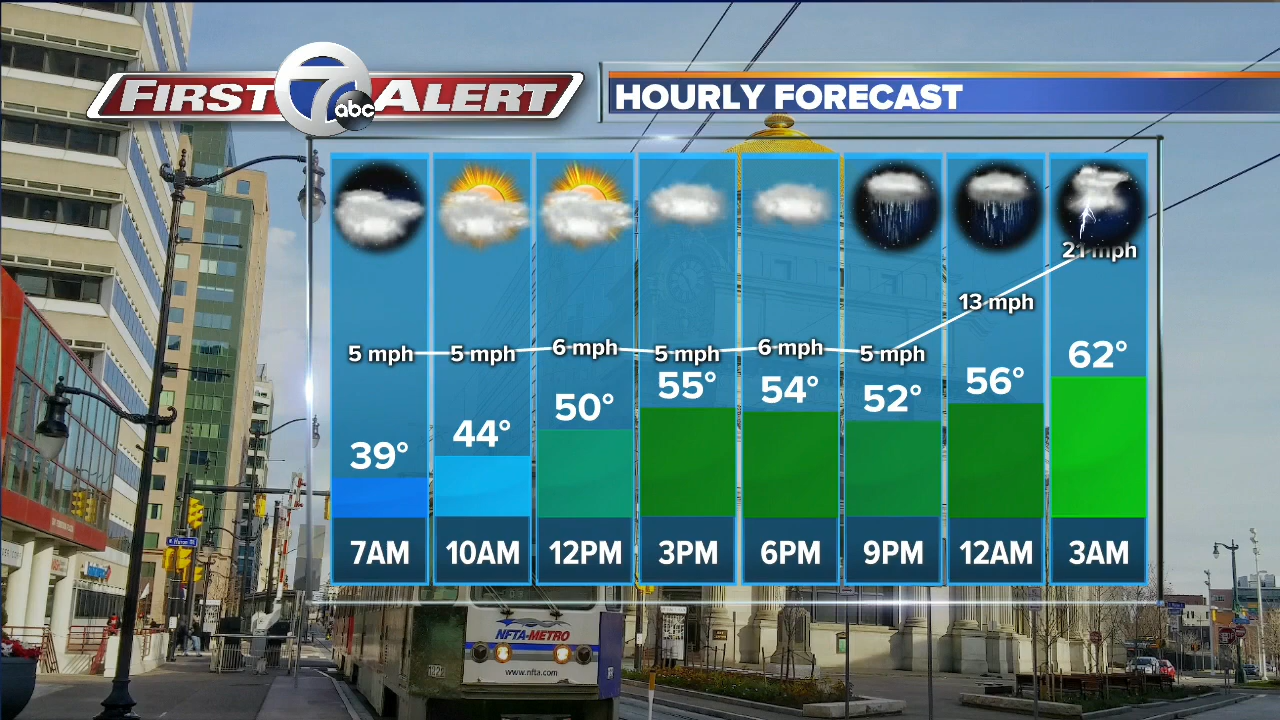 FIRST 7 abc ALERT
HOURLY FORECAST
21 mph
13 mph
5 mph 5 mph 6 mph 5 mph 6 mph 5 mph
39° 44° 50° 55° 54° 52° 56° 62°
7AM 10AM 12PM 3PM 6PM 9PM 12AM 3AM
NFTA-METRO
www.nfta.com